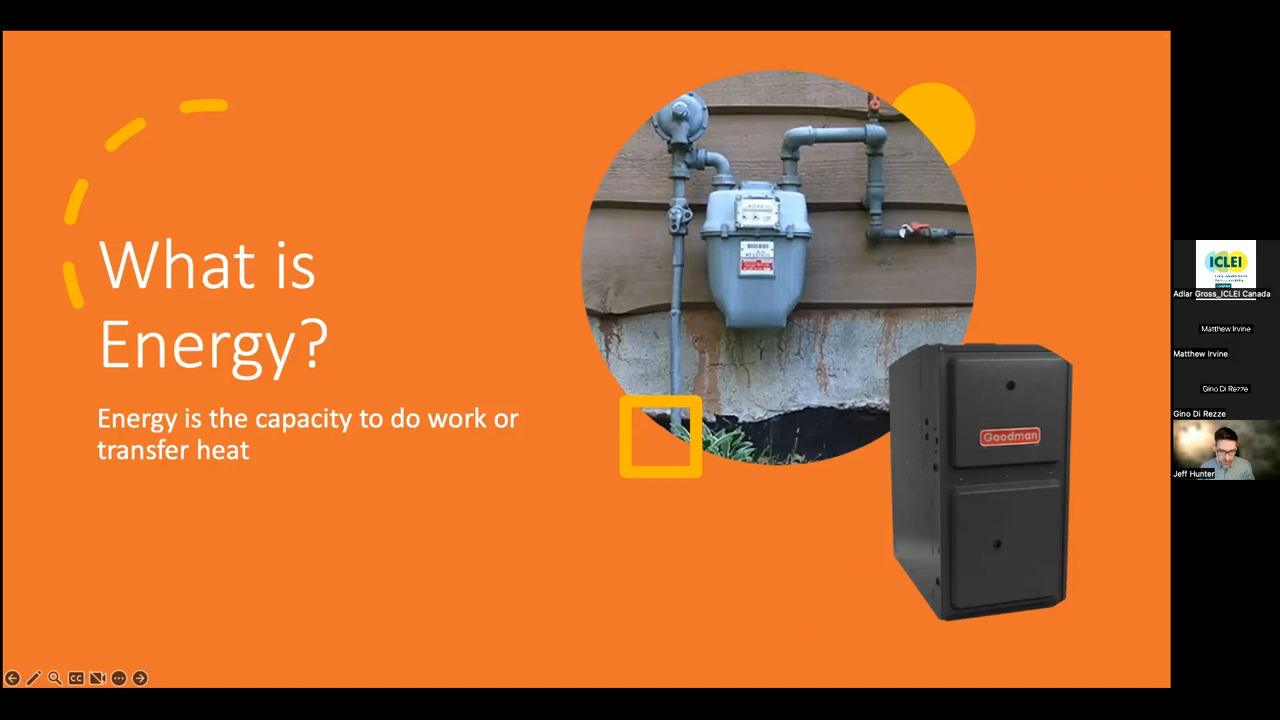 What is
Energy?
Energy is the capacity to do work or
transfer heat
Goodman
CC
ICLEI
Adlar Gross_ICLEI Canada
Matthew Irvine
Matthew Irvine
Gino Di Rezze
Gino Di Rezze
Jeff Hunter